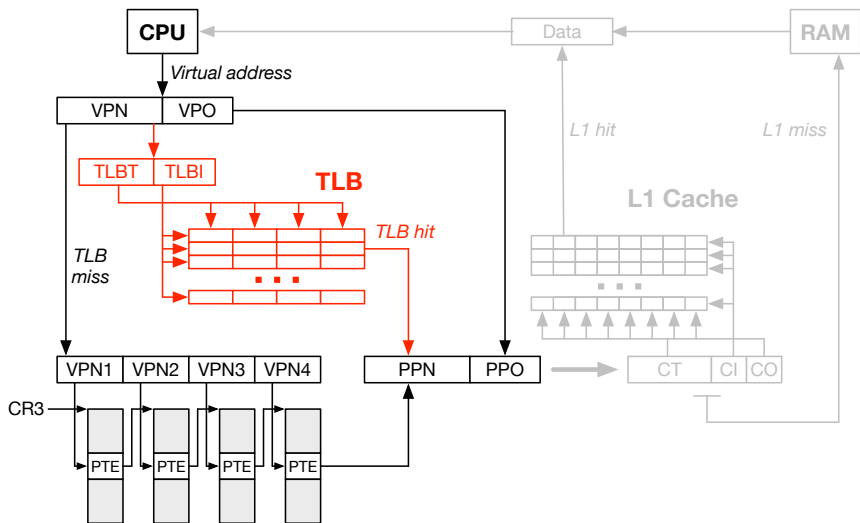 CPU
Data
RAM
Virtual address
VPN VPO
L1 hit
L1 miss
TLBT TLBI
TLB
L1 Cache
TLB hit
TLB
miss
VPN1 VPN2 VPN3 VPN4
PPN PPO
CT CI CO
CR3
PTE PTE PTE PTE